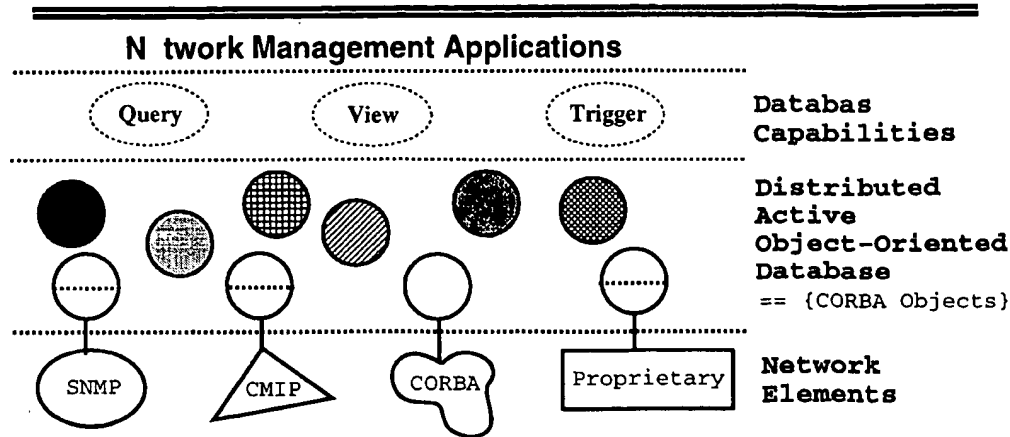 N twork Management Applications
Query View Trigger
Databas
Capabilities
Distributed
Active
Object-Oriented
Database
== {CORBA Objects}
SNMP CMIP CORBA Proprietary
Network
Elements